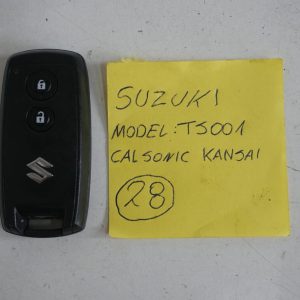 SUZUKI
MODEL:TS001
CALSONIC KANSAI
28